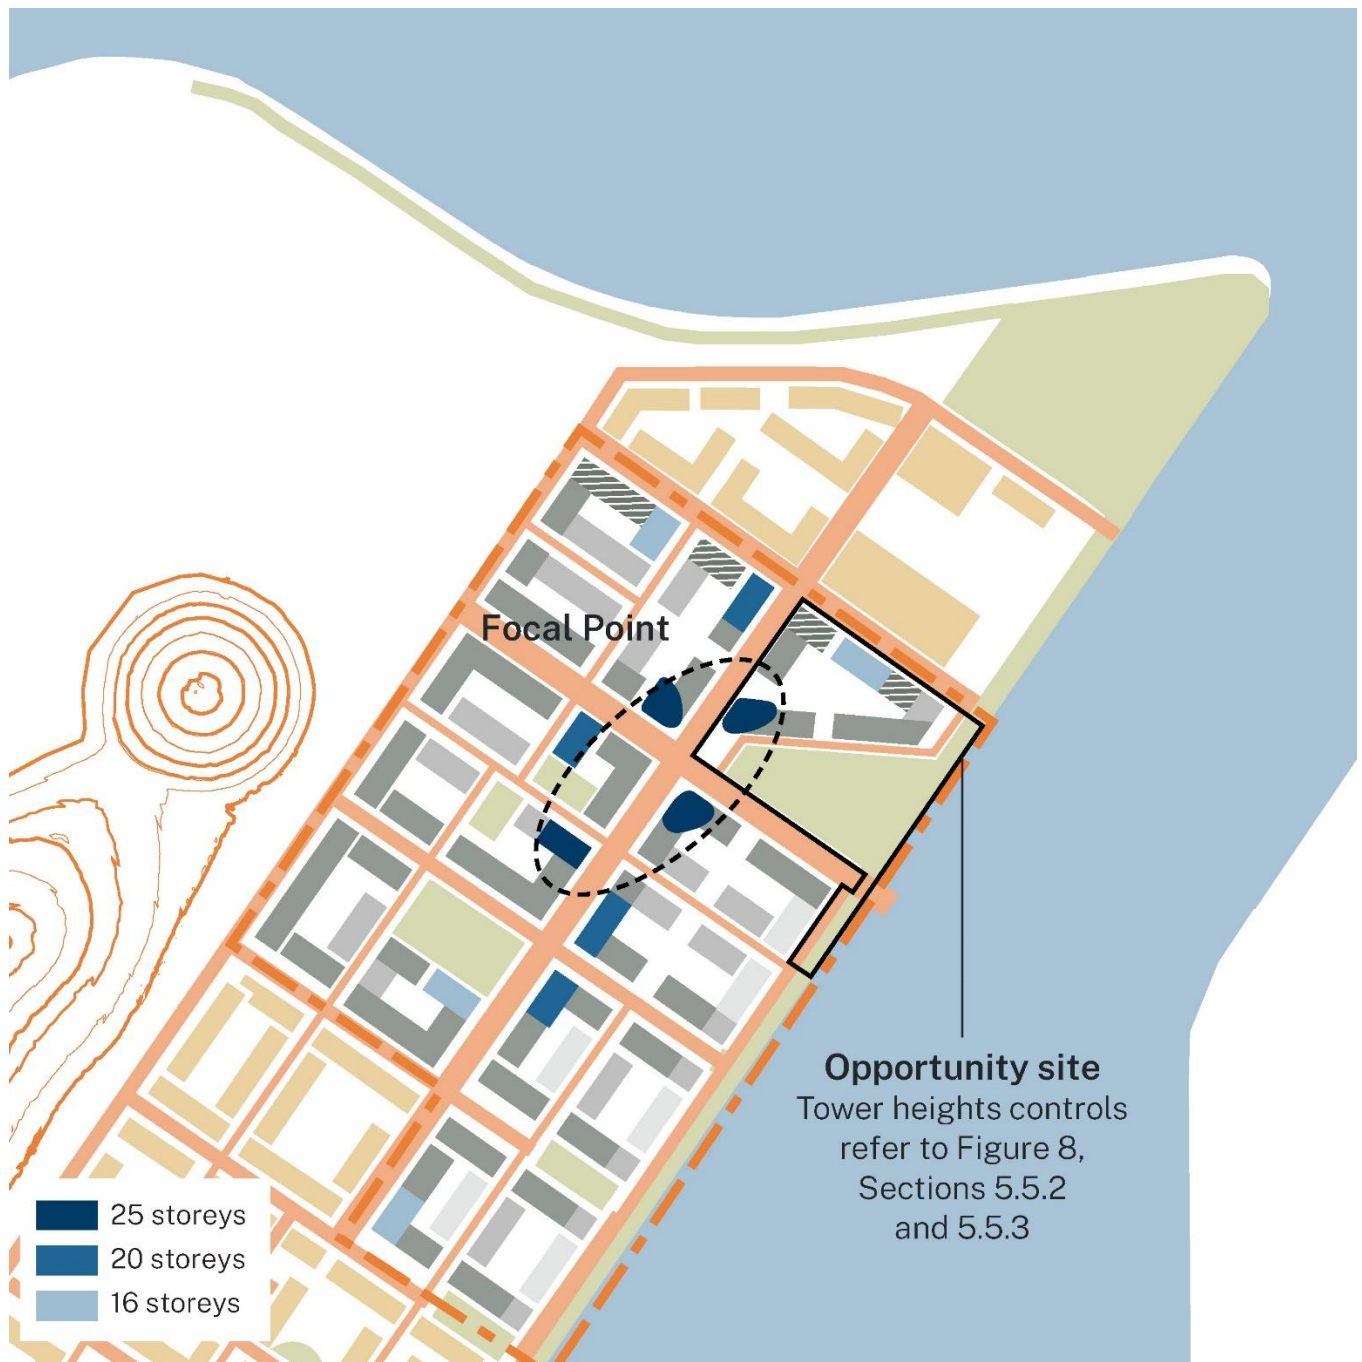 Focal Point
Opportunity site
Tower heights controls
refer to Figure 8,
Sections 5.5.2
and 5.5.3
25 storeys
20 storeys
16 storeys